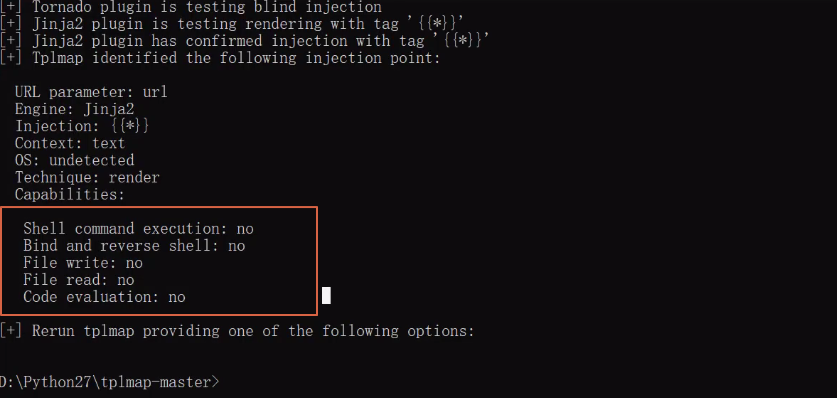 [+] Tornado plugin is testing blind injection
[+] Jinja2 plugin is testing rendering with tag '{{*}}'
[+] Jinja2 plugin has confirmed injection with tag '{{*}}'
[+] Tplmap identified the following injection point:
URL parameter: url
Engine: Jinja2
Injection: {{*}}
Context: text
OS: undetected
Technique: render
Capabilities:
Shell command execution: no
Bind and reverse shell: no
File write: no
File read: no
Code evaluation: no
[+] Rerun tplmap providing one of the following options:
D:\Python27\tplmap-master>